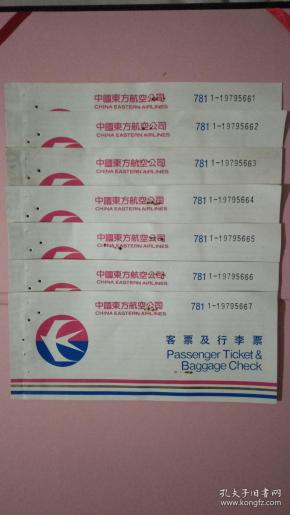 中國東方航空公司
CHINA EASTERN AIRLINES
781 1-19795661
中國東方航空公司
CHINA EASTERN AIRLINES
781 1-19795662
中國東方航空公司
CHINA EASTERN AIRLINES
781 1-19795663
中國東方航空公司
CHINA EASTERN AIRLINES
781 1-19795664
中國東方航空公司
CHINA EASTERN AIRLINES
781 1-19795665
中國東方航空公司
CHINA EASTERN AIRLINES
781 1-19795666
中國東方航空公司
CHINA EASTERN AIRLINES
781 1-19795667
客票及行李票
Passenger Ticket &
Baggage Check
孔夫子旧书网